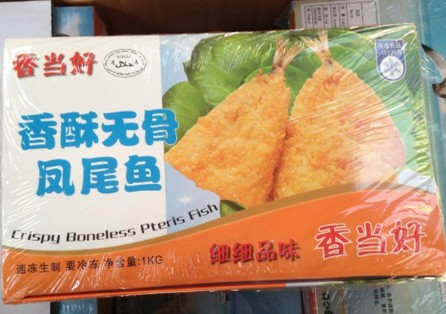 香当好
香酥无骨
凤尾鱼
Crispy Boneless Pteris Fish
速冻生制 要冷冻 净含量:1KG
细细品味
香当好